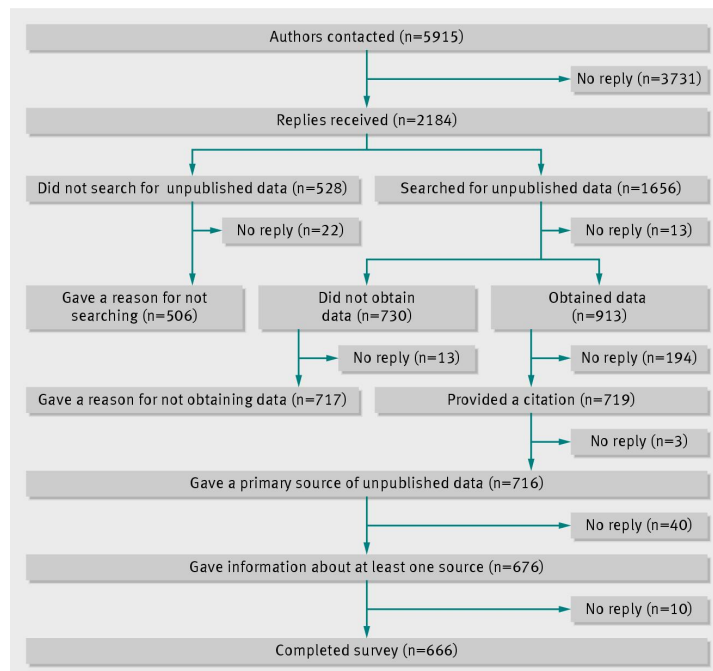 Authors contacted (n=5915)
No reply (n=3731)
Replies received (n=2184)
Did not search for unpublished data (n=528)
Searched for unpublished data (n=1656)
No reply (n=22)
No reply (n=13)
Gave a reason for not
searching (n=506)
Did not obtain
data (n=730)
Obtained data
(n=913)
No reply (n=13)
No reply (n=194)
Gave a reason for not obtaining data (n=717)
Provided a citation (n=719)
No reply (n=3)
Gave a primary source of unpublished data (n=716)
No reply (n=40)
Gave information about at least one source (n=676)
No reply (n=10)
Completed survey (n=666)